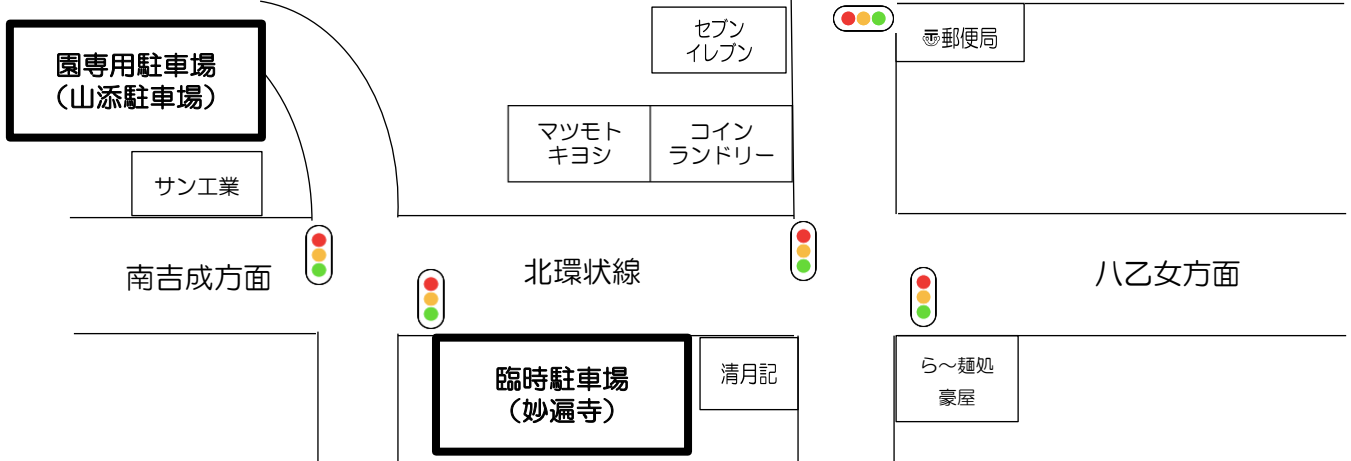 園専用駐車場
（山添駐車場）
サン工業
セブン
イレブン
マツモト
キヨシ
コイン
ランドリー
〠郵便局
南吉成方面
北環状線
八乙女方面
臨時駐車場
（妙遍寺）
清月記
ら～麺処
豪屋